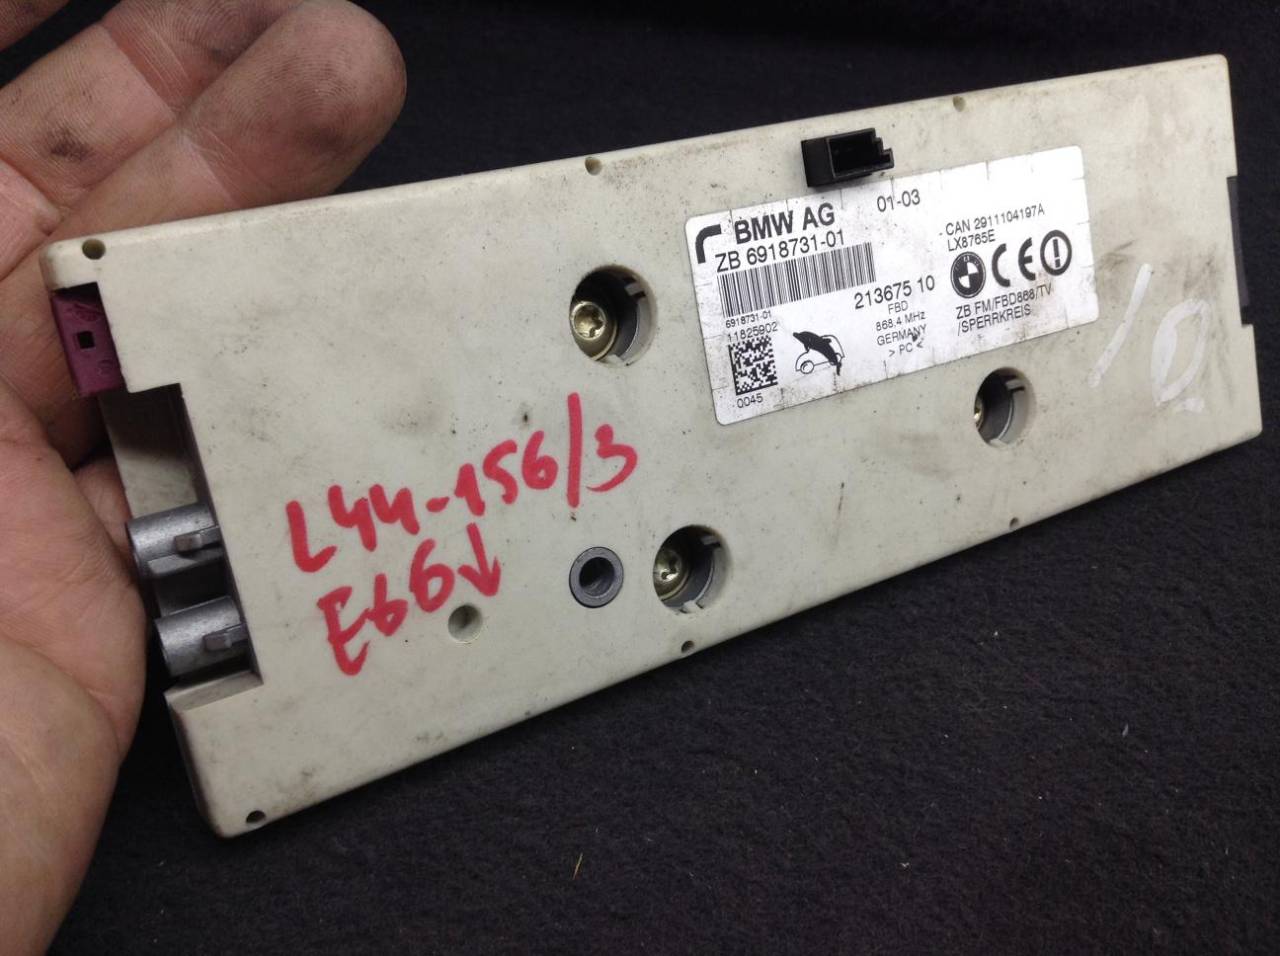 BMW AG
01-03
ZB 6918731-01
CAN 2911104197A
LX8765E
6918731-01
11825902
213675 10
FBD
868.4 MHz
GERMANY
> PC <
ZB FM/FBD868/TV
/SPERRKREIS
0045
L44-156/3
E66↓